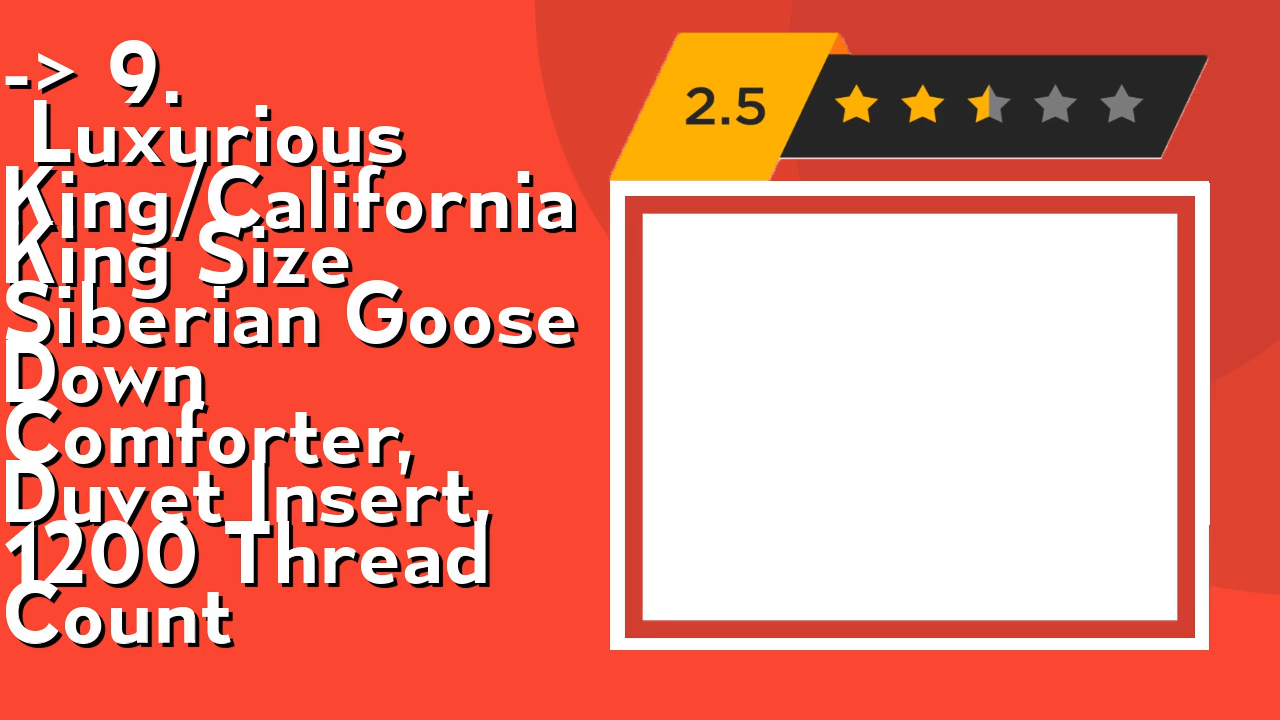 -> 9.
Luxurious
King/California
King Size
Siberian Goose
Down
Comforter,
Duvet Insert,
1200 Thread
Count
2.5